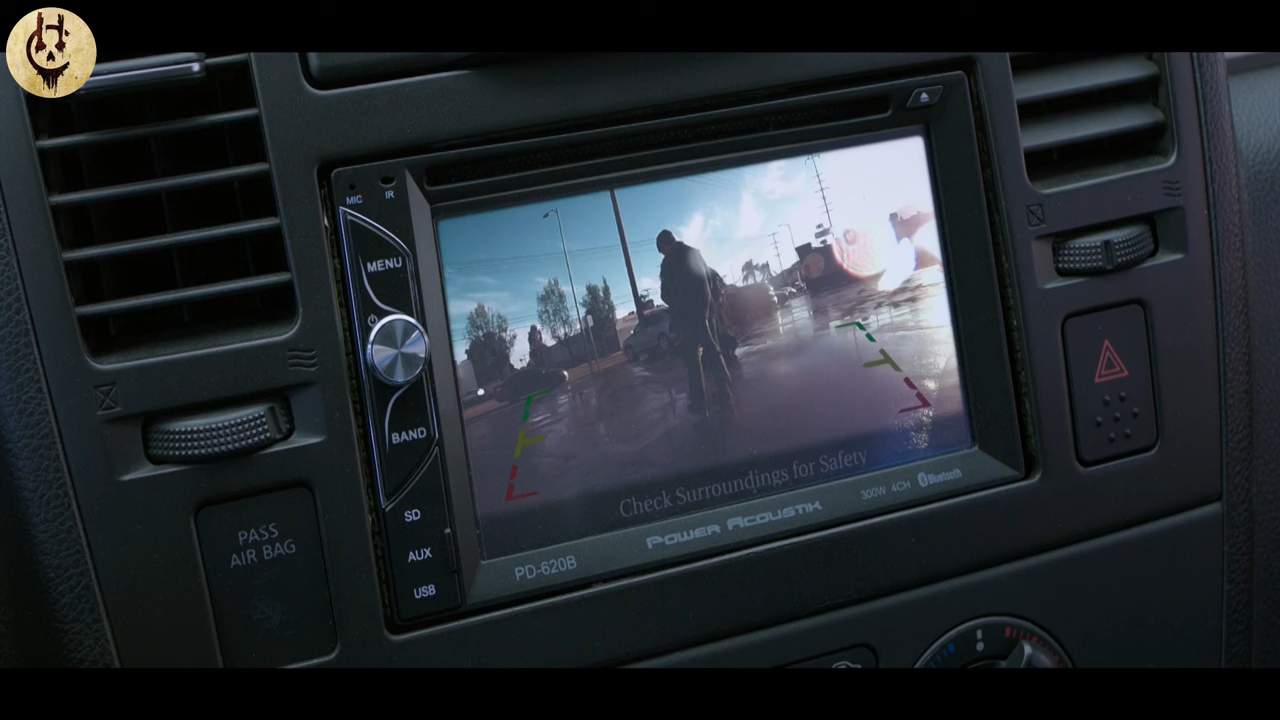 MIC
IR
MENU
BAND
SD
AUX
USB
Check Surroundings for Safety
POWER ACOUSTIK
300W 4CH Bluetooth
PD-620B
PASS
AIR BAG